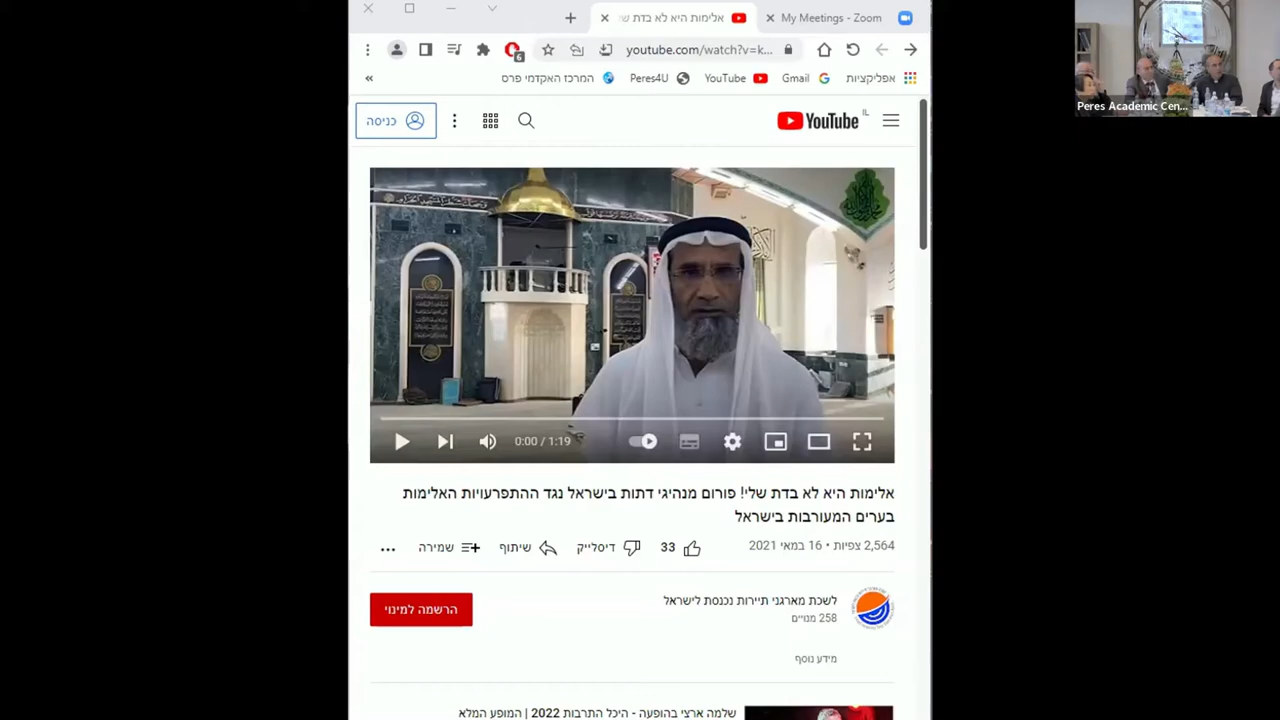 אלימות היא לא בדת ש
My Meetings - Zoom
6
youtube.com/watch?v=k...
«
המרכז האקדמי פרס
Peres4U
YouTube
Gmail
אפליקציות
כניסה
YouTube IL
0:00 / 1:19
אלימות היא לא בדת שלי! פורום מנהיגי דתות בישראל נגד ההתפרעויות האלימות
בערים המעורבות בישראל
2,564 צפיות • 16 במאי 2021
33
דיסלייק
שיתוף
שמירה
...
לשכת מארגני תיירות נכנסת לישראל
258 מנויים
הרשמה למינוי
מידע נוסף
שלמה ארצי בהופעה - היכל התרבות 2022 | המופע המלא
Peres Academic Cen...